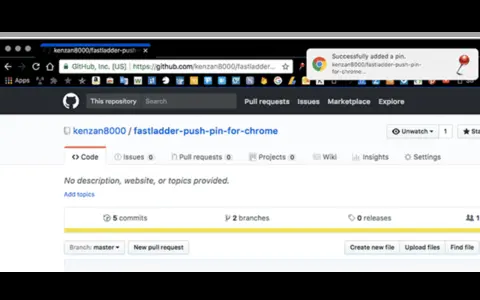 kenzan8000/fastladder-push-
Successfully added a pin.
kenzan8000/fastladder-push-pin-
for-chrome...
GitHub, Inc. [US] https://github.com/kenzan8000/fastladder...
Apps
This repository Search Pull requests Issues Marketplace Explore
kenzan8000 / fastladder-push-pin-for-chrome
Unwatch 1 Sta
Code Issues 0 Pull requests 0 Projects 0 Wiki Insights Settings
No description, website, or topics provided.
Add topics
5 commits 2 branches 0 releases 1
Branch: master New pull request Create new file Upload files Find file